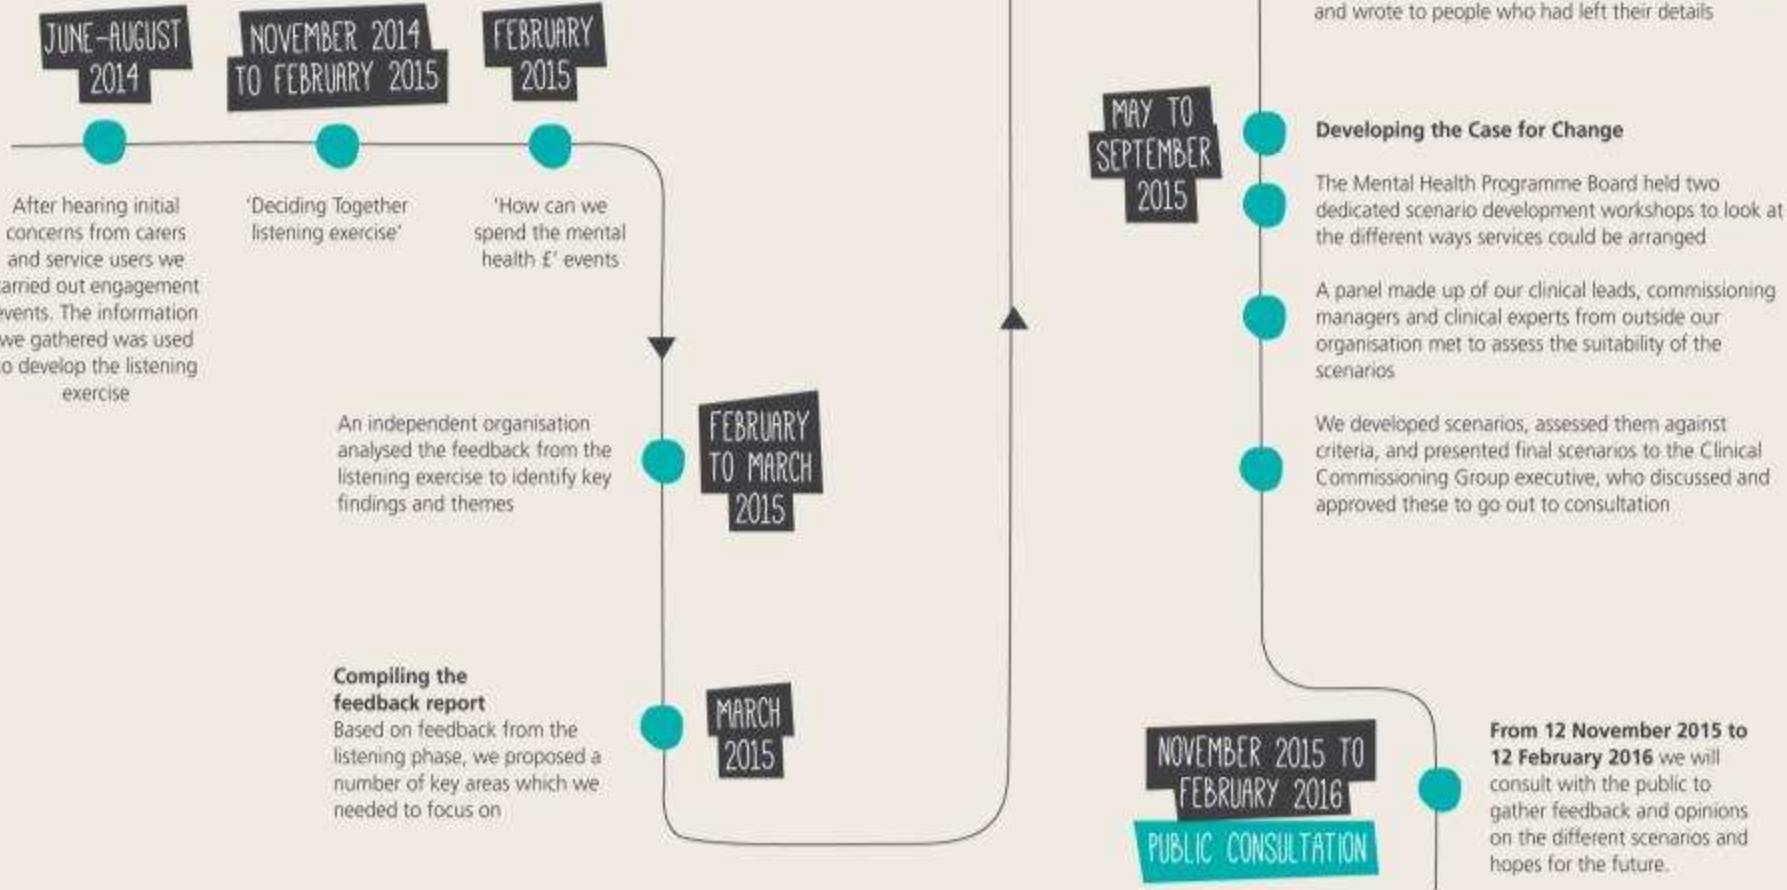 JUNE-AUGUST
2014
After hearing initial
concerns from carers
and service users we
carried out engagement
events. The information
we gathered was used
to develop the listening
exercise
NOVEMBER 2014
TO FEBRUARY 2015
'Deciding Together
listening exercise'
FEBRUARY
2015
'How can we
spend the mental
health £' events
An independent organisation
analysed the feedback from the
listening exercise to identify key
findings and themes
FEBRUARY
TO MARCH
2015
Compiling the
feedback report
Based on feedback from the
listening phase, we proposed a
number of key areas which we
needed to focus on
MARCH
2015
and wrote to people who had left their details
MAY TO
SEPTEMBER
2015
Developing the Case for Change
The Mental Health Programme Board held two
dedicated scenario development workshops to look at
the different ways services could be arranged
A panel made up of our clinical leads, commissioning
managers and clinical experts from outside our
organisation met to assess the suitability of the
scenarios
We developed scenarios, assessed them against
criteria, and presented final scenarios to the Clinical
Commissioning Group executive, who discussed and
approved these to go out to consultation
NOVEMBER 2015 TO
FEBRUARY 2016
PUBLIC CONSULTATION
From 12 November 2015 to
12 February 2016 we will
consult with the public to
gather feedback and opinions
on the different scenarios and
hopes for the future.